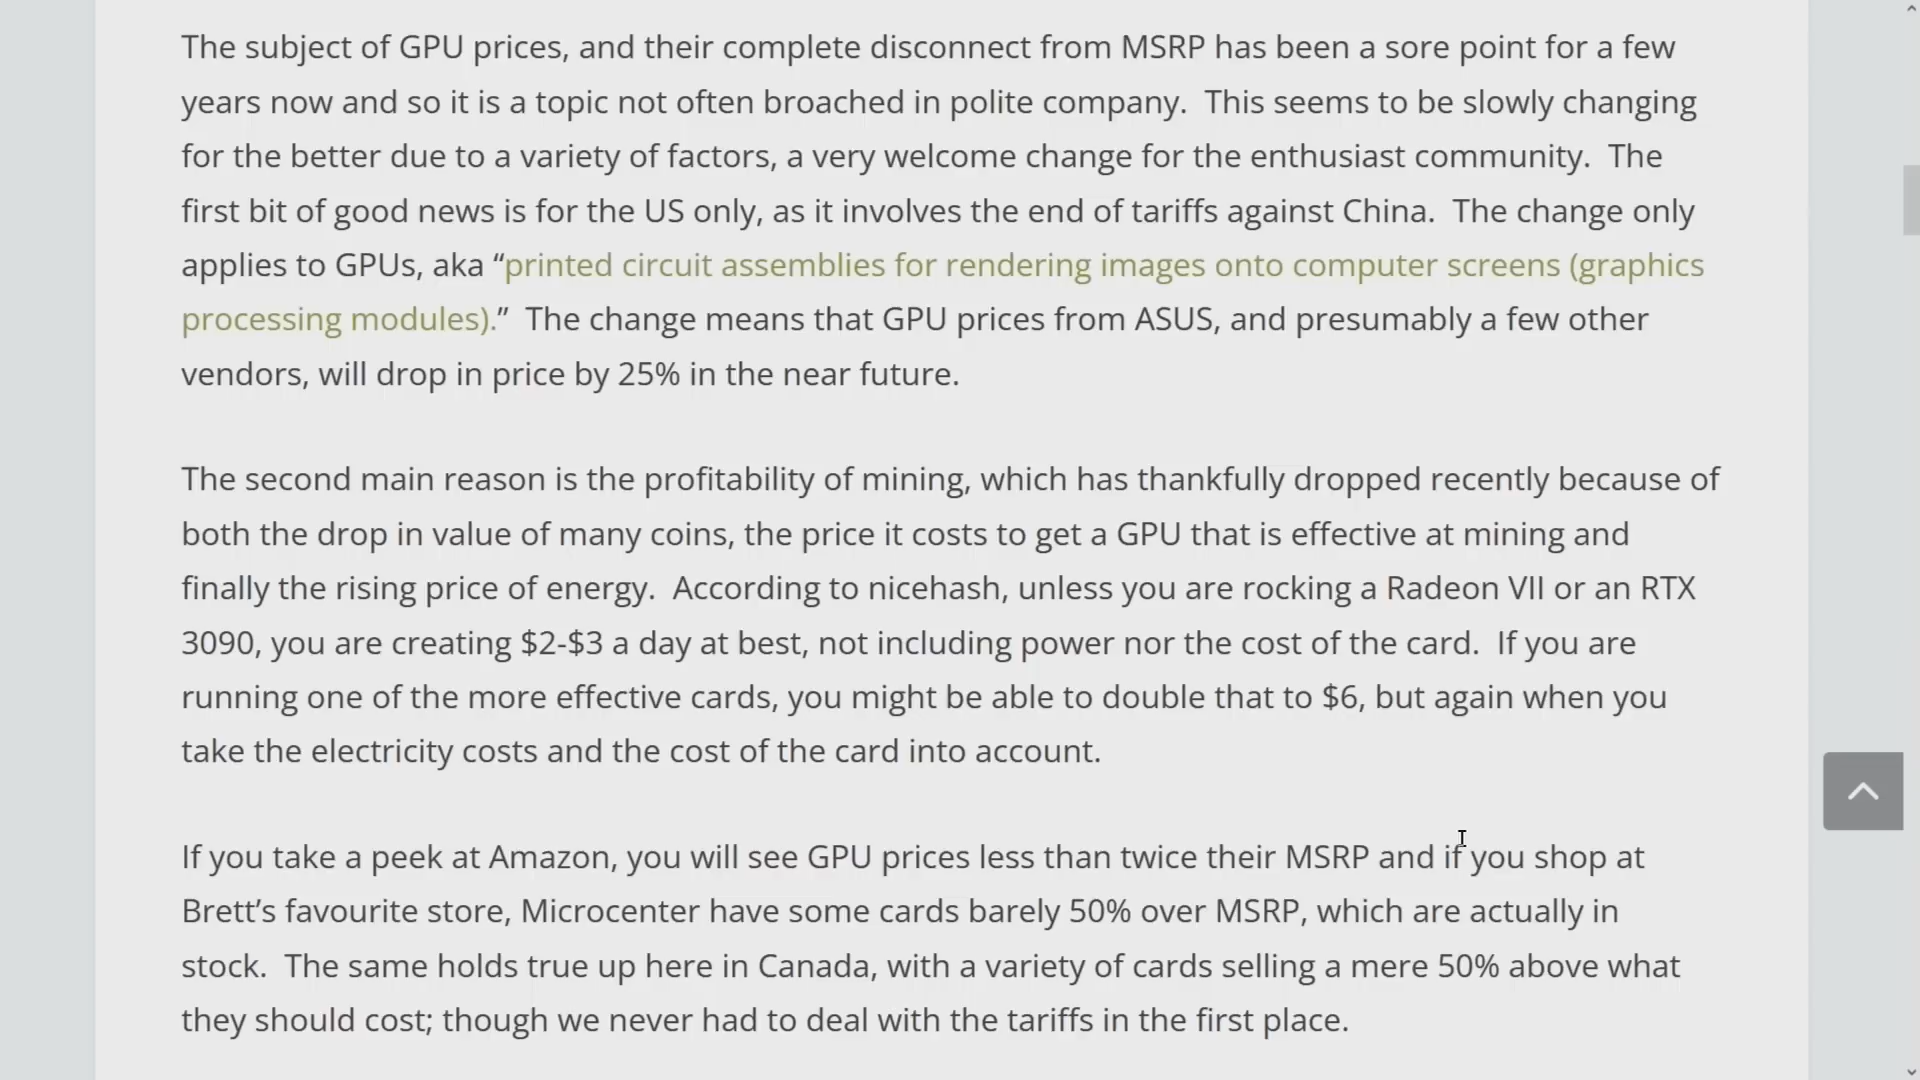 The subject of GPU prices, and their complete disconnect from MSRP has been a sore point for a few
years now and so it is a topic not often broached in polite company.  This seems to be slowly changing
for the better due to a variety of factors, a very welcome change for the enthusiast community.  The
first bit of good news is for the US only, as it involves the end of tariffs against China.  The change only
applies to GPUs, aka “printed circuit assemblies for rendering images onto computer screens (graphics
processing modules).”  The change means that GPU prices from ASUS, and presumably a few other
vendors, will drop in price by 25% in the near future.
The second main reason is the profitability of mining, which has thankfully dropped recently because of
both the drop in value of many coins, the price it costs to get a GPU that is effective at mining and
finally the rising price of energy.  According to nicehash, unless you are rocking a Radeon VII or an RTX
3090, you are creating $2-$3 a day at best, not including power nor the cost of the card.  If you are
running one of the more effective cards, you might be able to double that to $6, but again when you
take the electricity costs and the cost of the card into account.
If you take a peek at Amazon, you will see GPU prices less than twice their MSRP and if you shop at
Brett’s favourite store, Microcenter have some cards barely 50% over MSRP, which are actually in
stock.  The same holds true up here in Canada, with a variety of cards selling a mere 50% above what
they should cost; though we never had to deal with the tariffs in the first place.